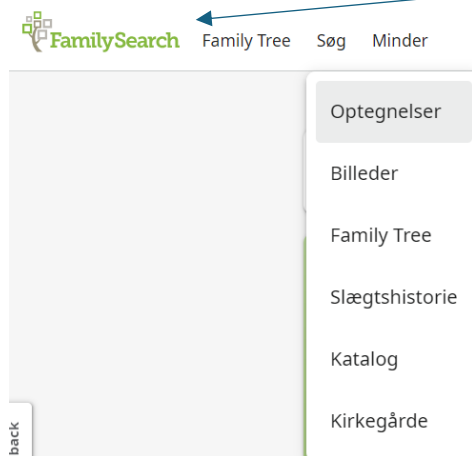 FamilySearch Family Tree Søg Minder
Optegnelser
Billeder
Family Tree
Slægtshistorie
Katalog
Kirkegårde
back